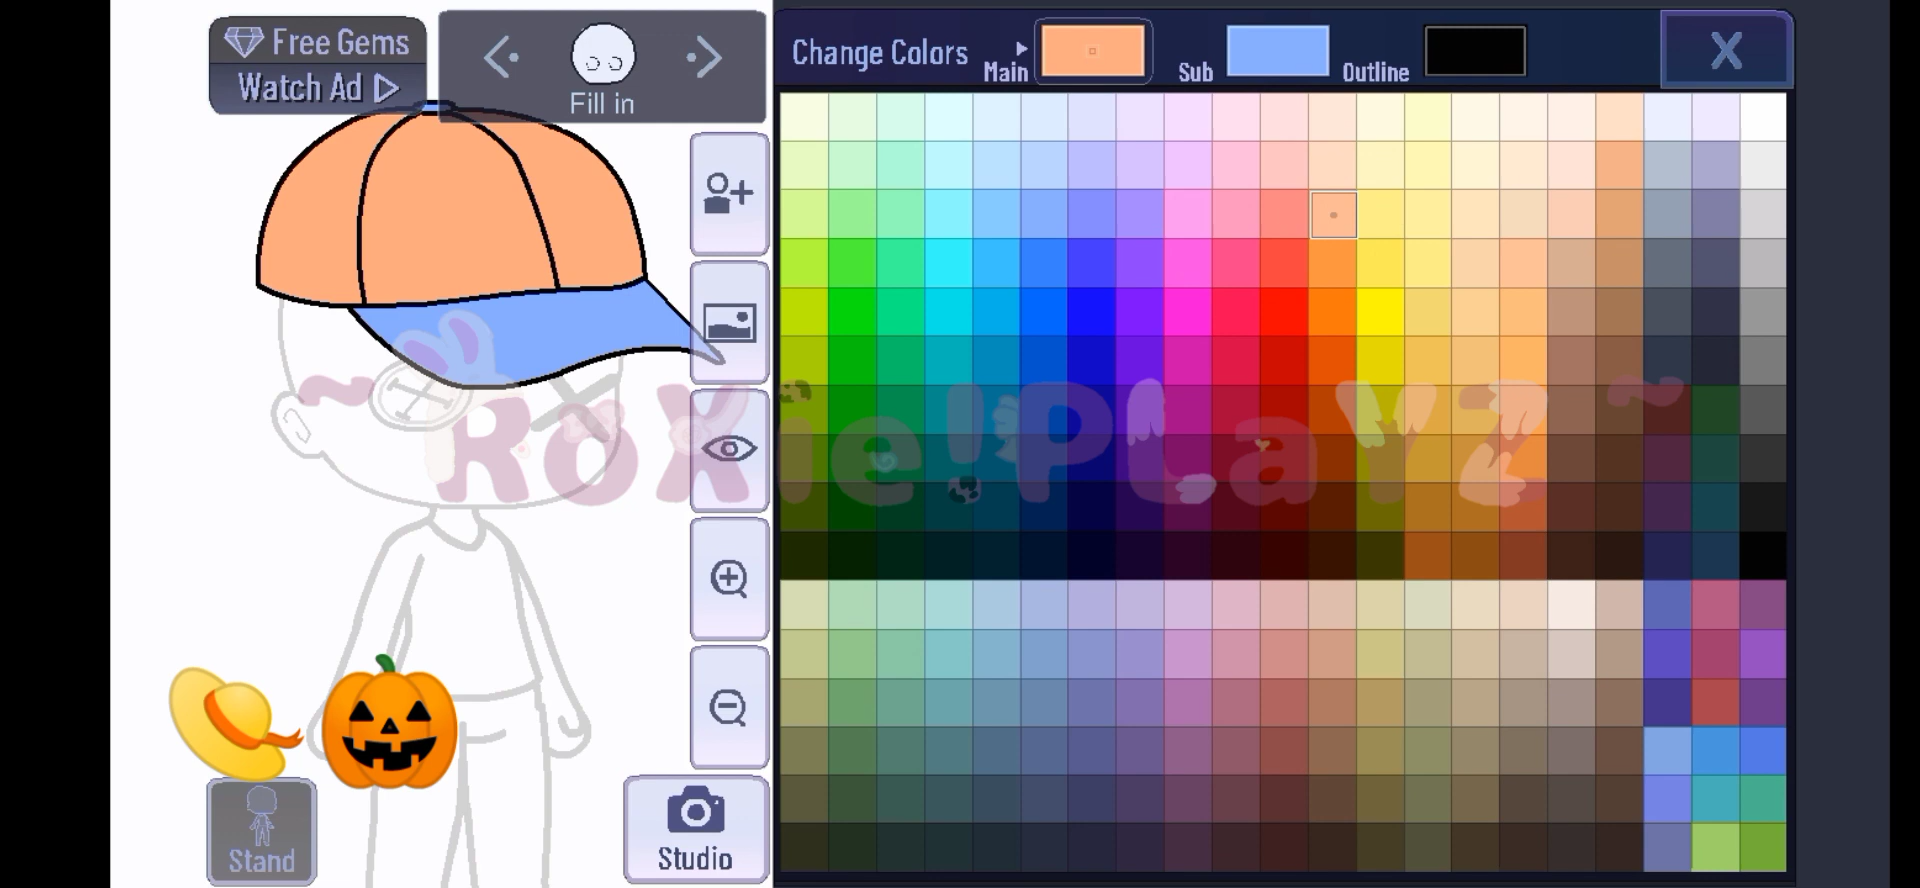 Free Gems
Watch Ad
Fill in
Change Colors
Main
Sub
Outline
X
~RoXie!PLaYZ~
Stand
Studio